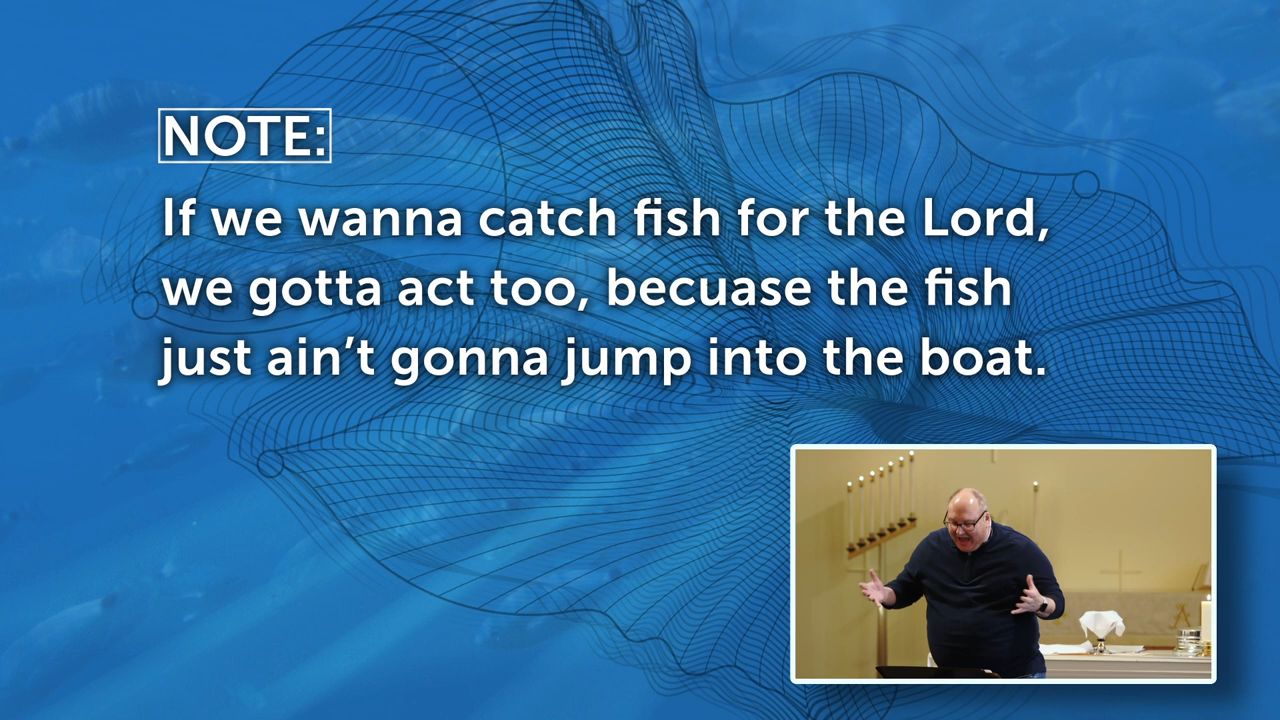 NOTE:
If we wanna catch fish for the Lord,
we gotta act too, becuase the fish
just ain’t gonna jump into the boat.